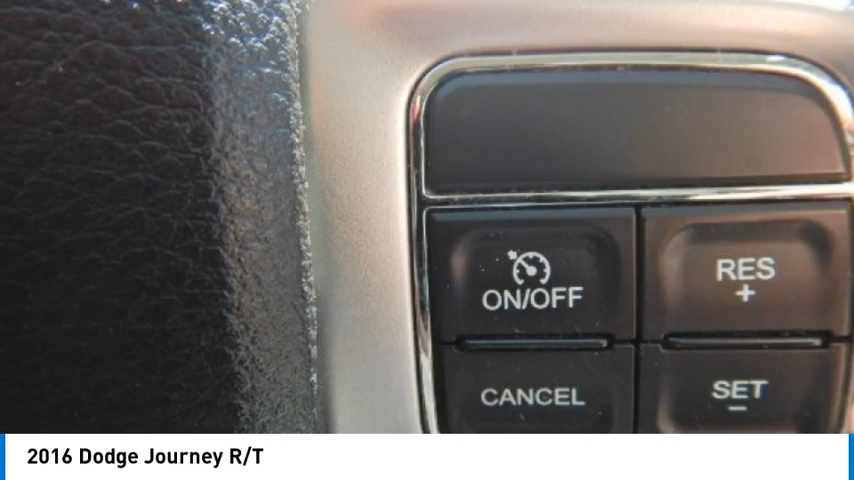 ON/OFF
RES
+
CANCEL
SET
−
2016 Dodge Journey R/T